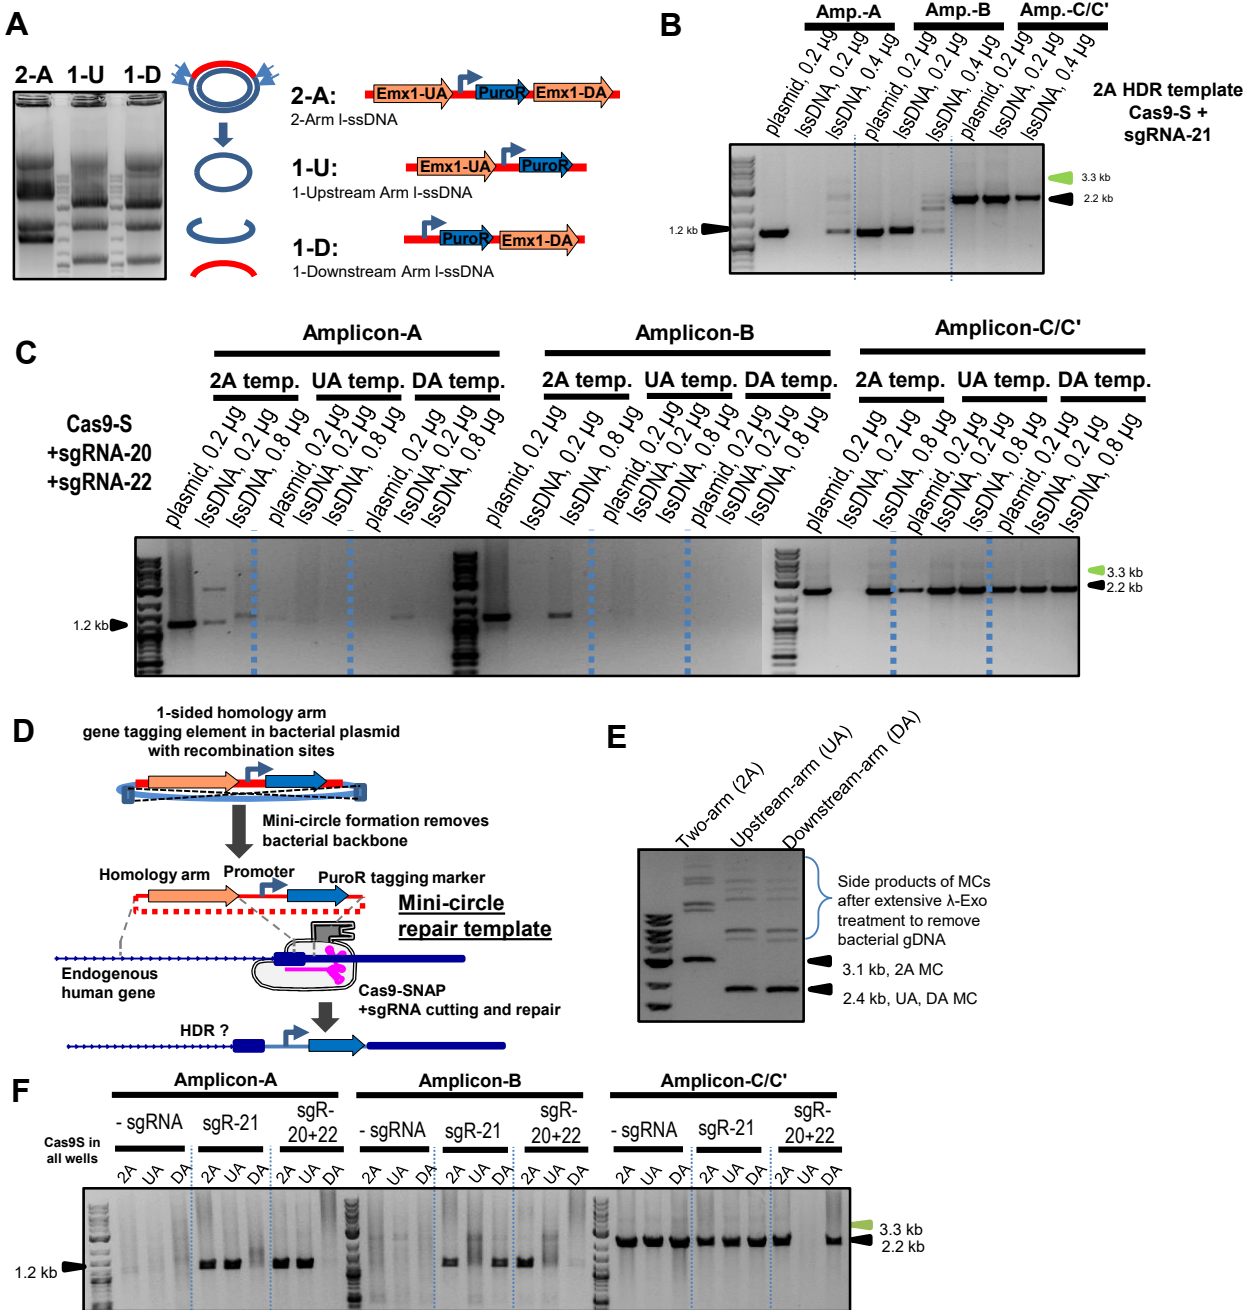 A
2-A 1-U 1-D
2-A:
2-Arm l-ssDNA
Emx1-UA PuroR Emx1-DA
1-U:
1-Upstream Arm l-ssDNA
Emx1-UA PuroR
1-D:
1-Downstream Arm l-ssDNA
PuroR Emx1-DA
B
Amp.-A Amp.-B Amp.-C/C'
plasmid, 0.2 µg
lssDNA, 0.2 µg
lssDNA, 0.4 µg
plasmid, 0.2 µg
lssDNA, 0.2 µg
lssDNA, 0.4 µg
plasmid, 0.2 µg
lssDNA, 0.2 µg
lssDNA, 0.4 µg
2A HDR template
Cas9-S +
sgRNA-21
3.3 kb
2.2 kb
1.2 kb
C
Amplicon-A Amplicon-B Amplicon-C/C'
2A temp. UA temp. DA temp. 2A temp. UA temp. DA temp. 2A temp. UA temp. DA temp.
Cas9-S
+sgRNA-20
+sgRNA-22
plasmid, 0.2 µg
lssDNA, 0.2 µg
lssDNA, 0.8 µg
plasmid, 0.2 µg
lssDNA, 0.2 µg
lssDNA, 0.8 µg
plasmid, 0.2 µg
lssDNA, 0.2 µg
lssDNA, 0.8 µg
plasmid, 0.2 µg
lssDNA, 0.2 µg
lssDNA, 0.8 µg
plasmid, 0.2 µg
lssDNA, 0.2 µg
lssDNA, 0.8 µg
plasmid, 0.2 µg
lssDNA, 0.2 µg
lssDNA, 0.8 µg
plasmid, 0.2 µg
lssDNA, 0.2 µg
lssDNA, 0.8 µg
plasmid, 0.2 µg
lssDNA, 0.2 µg
lssDNA, 0.8 µg
plasmid, 0.2 µg
lssDNA, 0.2 µg
lssDNA, 0.8 µg
3.3 kb
2.2 kb
1.2 kb
D
1-sided homology arm
gene tagging element in bacterial plasmid
with recombination sites
Mini-circle formation removes
bacterial backbone
Homology arm Promoter PuroR tagging marker
Mini-circle
repair template
Endogenous
human gene
Cas9-SNAP
+sgRNA cutting and repair
HDR ?
E
Two-arm (2A)
Upstream-arm (UA)
Downstream-arm (DA)
Side products of MCs
after extensive λ-Exo
treatment to remove
bacterial gDNA
3.1 kb, 2A MC
2.4 kb, UA, DA MC
F
Amplicon-A Amplicon-B Amplicon-C/C'
- sgRNA sgR-21 sgR-20+22 - sgRNA sgR-21 sgR-20+22 - sgRNA sgR-21 sgR-20+22
Cas9S in
all wells
2A UA DA 2A UA DA 2A UA DA 2A UA DA 2A UA DA 2A UA DA 2A UA DA 2A UA DA 2A UA DA
3.3 kb
2.2 kb
1.2 kb